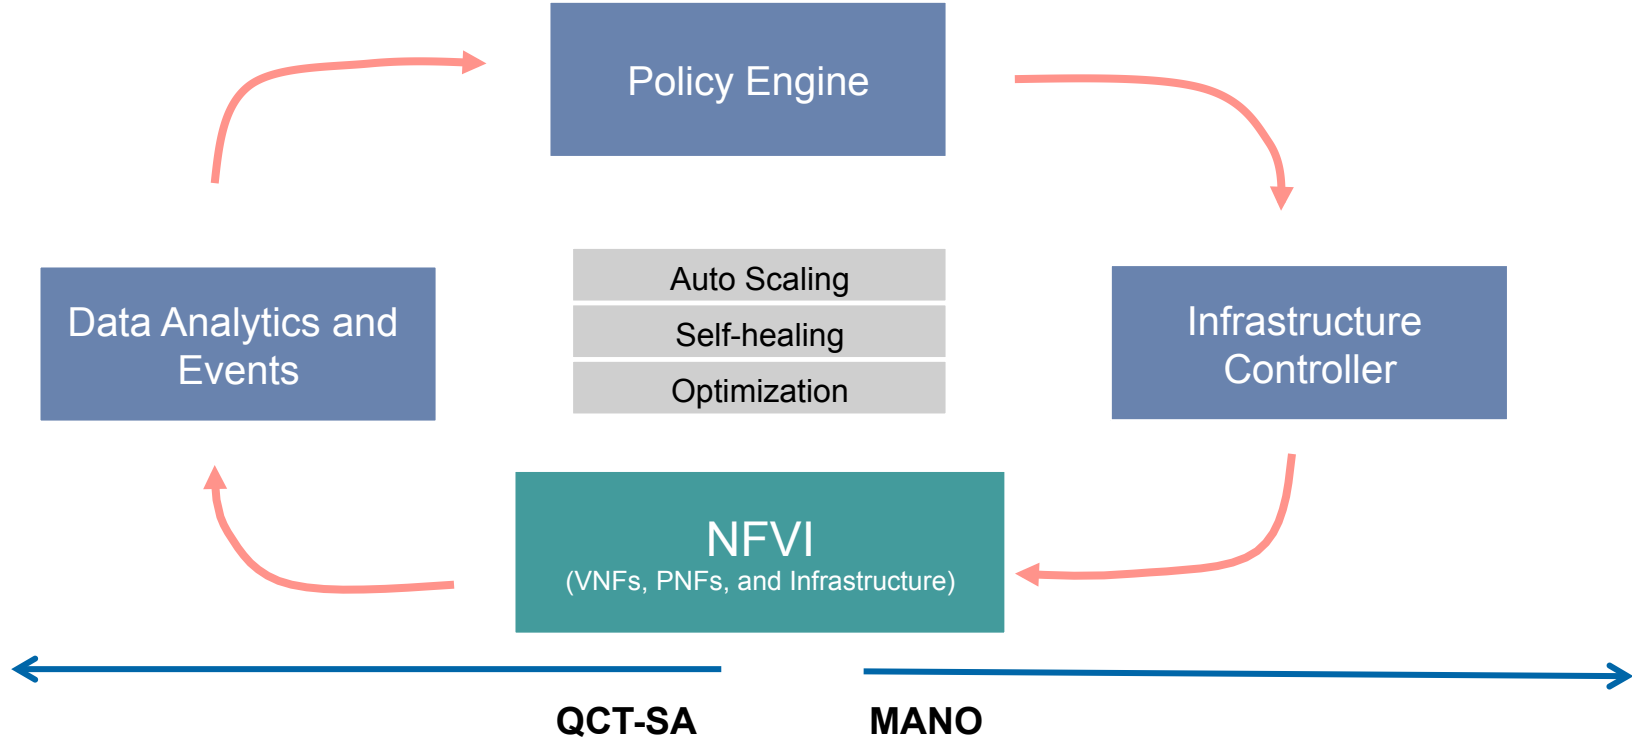 Policy Engine
Auto Scaling
Data Analytics and
Events
Self-healing
Infrastructure
Controller
Optimization
NFVI
(VNFs, PNFs, and Infrastructure)
QCT-SA
MANO